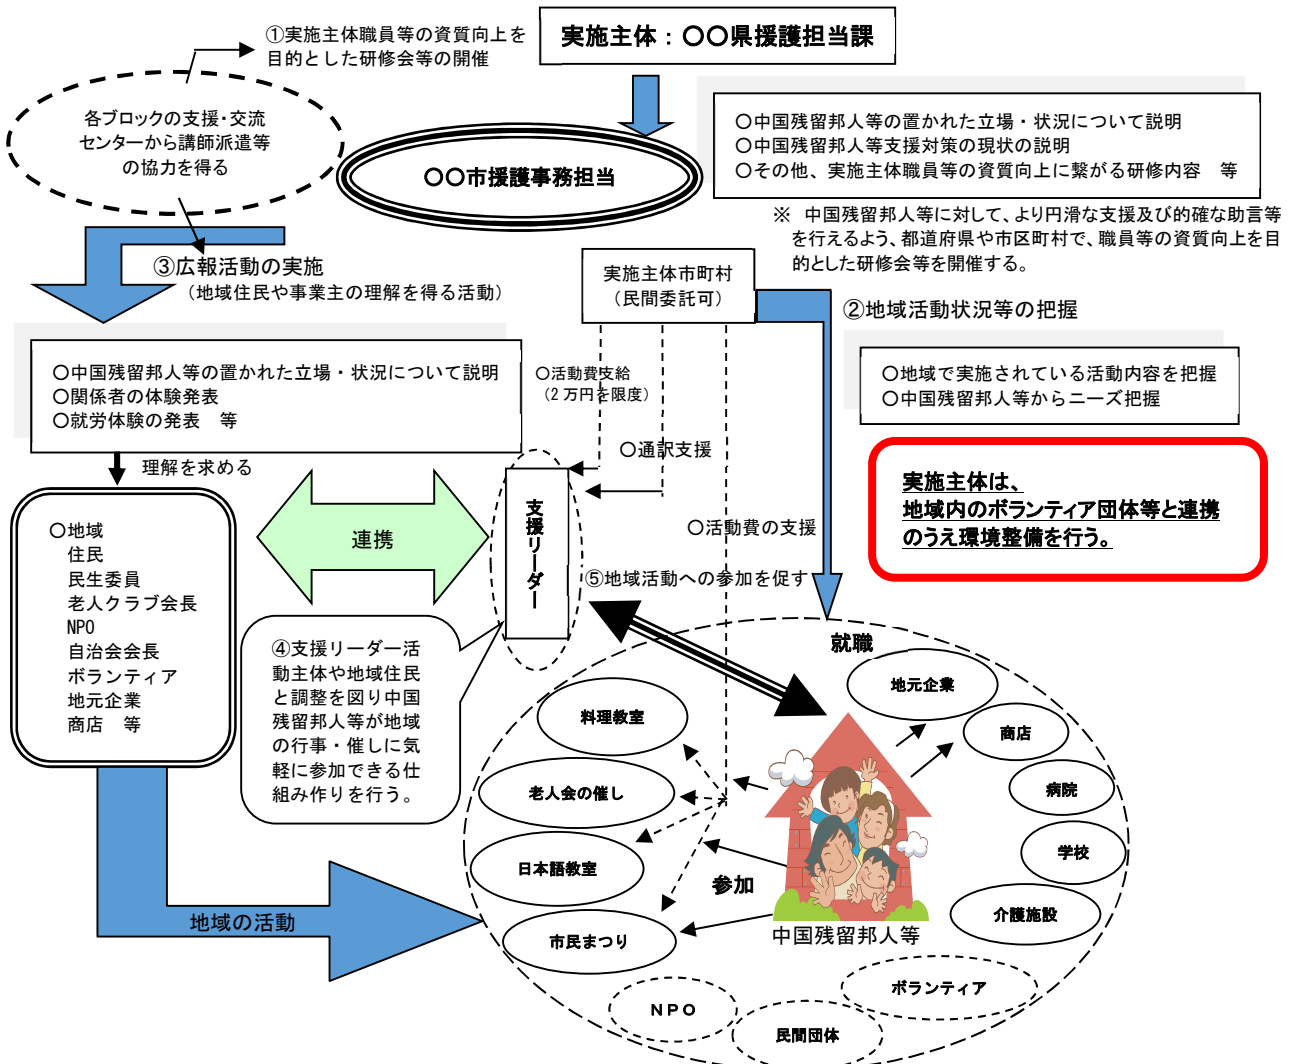 ①実施主体職員等の資質向上を
目的とした研修会等の開催
実施主体：〇〇県援護担当課
各ブロックの支援・交流
センターから講師派遣等
の協力を得る
〇〇市援護事務担当
〇中国残留邦人等の置かれた立場・状況について説明
〇中国残留邦人等支援対策の現状の説明
〇その他、実施主体職員等の資質向上に繋がる研修内容　等
※　中国残留邦人等に対して、より円滑な支援及び的確な助言等
を行えるよう、都道府県や市区町村で、職員等の資質向上を目
的とした研修会等を開催する。
③広報活動の実施
（地域住民や事業主の理解を得る活動）
実施主体市町村
（民間委託可）
②地域活動状況等の把握
〇中国残留邦人等の置かれた立場・状況について説明
〇関係者の体験発表
〇就労体験の発表　等
〇活動費支給
（2万円を限度）
〇地域で実施されている活動内容を把握
〇中国残留邦人等からニーズ把握
〇通訳支援
理解を求める
実施主体は、
地域内のボランティア団体等と連携
のうえ環境整備を行う。
〇地域
住民
民生委員
老人クラブ会長
NPO
自治会会長
ボランティア
地元企業
商店　等
連携
支援リーダー
〇活動費の支援
⑤地域活動への参加を促す
④支援リーダー活
動主体や地域住民
と調整を図り中国
残留邦人等が地域
の行事・催しに気
軽に参加できる仕
組み作りを行う。
就職
地元企業
料理教室
商店
老人会の催し
病院
学校
日本語教室
参加
介護施設
地域の活動
市民まつり
中国残留邦人等
ボランティア
ＮＰＯ
民間団体